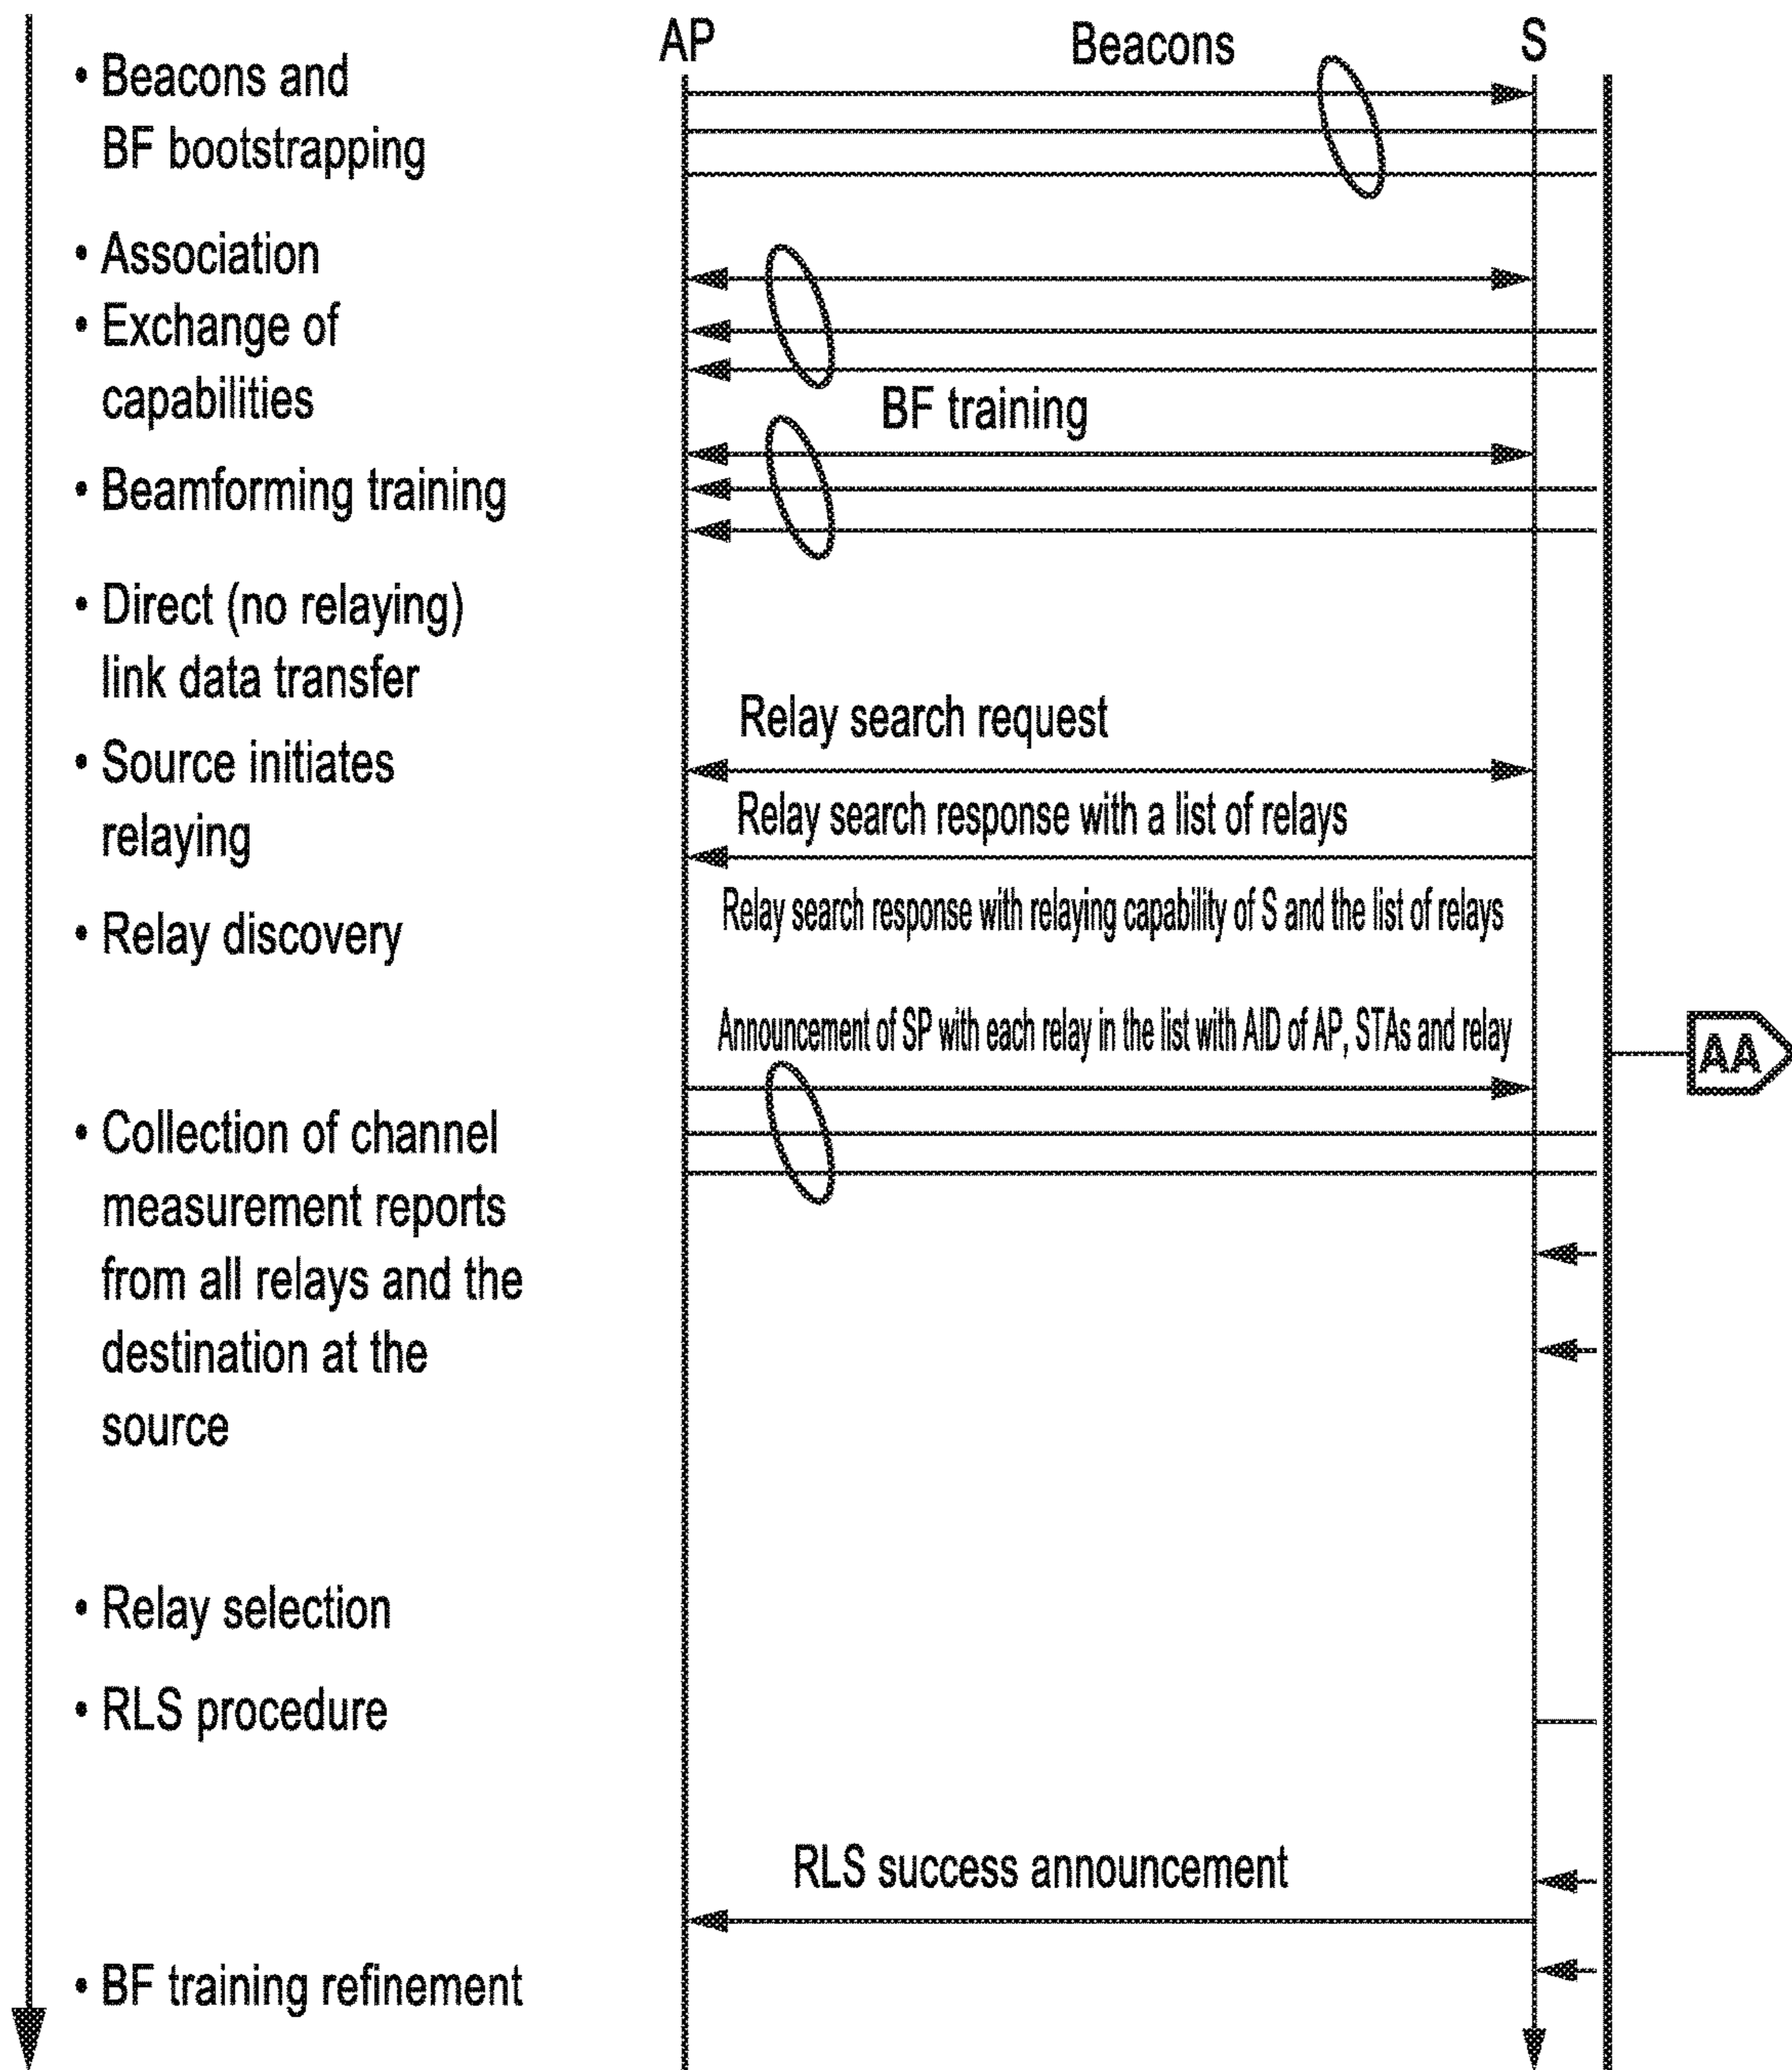 AP
Beacons
S
• Beacons and
BF bootstrapping
• Association
• Exchange of
capabilities
BF training
• Beamforming training
• Direct (no relaying)
link data transfer
Relay search request
• Source initiates
relaying
Relay search response with a list of relays
Relay search response with relaying capability of S and the list of relays
• Relay discovery
Announcement of SP with each relay in the list with AID of AP, STAs and relay
AA
• Collection of channel
measurement reports
from all relays and the
destination at the
source
• Relay selection
• RLS procedure
RLS success announcement
• BF training refinement